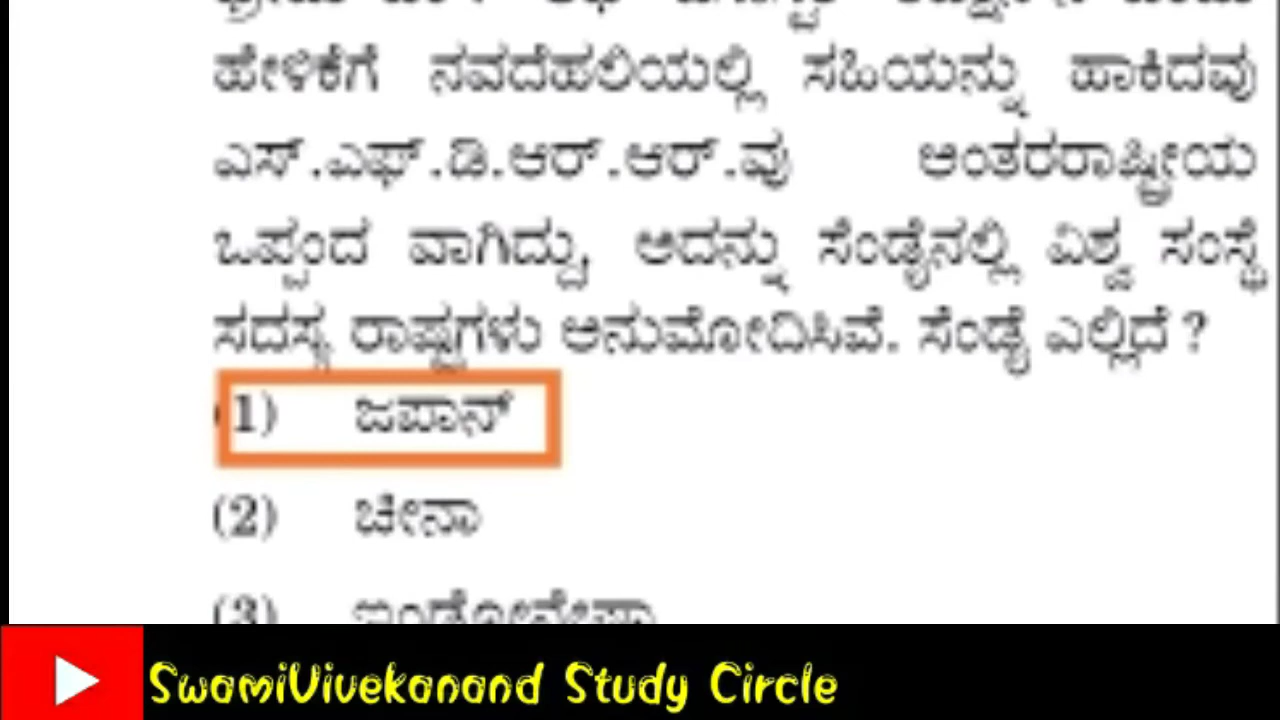 ಹೇಳಿಕೆಗೆ ನವದೆಹಲಿಯಲ್ಲಿ ಸಹಿಯನ್ನು ಹಾಕಿದವು
ಎಸ್.ಎಫ್.ಡಿ.ಆರ್.ಆರ್.ವು ಅಂತರರಾಷ್ಟ್ರೀಯ
ಒಪ್ಪಂದ ವಾಗಿದ್ದು, ಅದನ್ನು ಸೆಂಡೈನಲ್ಲಿ ವಿಶ್ವ ಸಂಸ್ಥೆ
ಸದಸ್ಯ ರಾಷ್ಟ್ರಗಳು ಅನುಮೋದಿಸಿವೆ. ಸೆಂಡೈ ಎಲ್ಲಿದೆ ?
(1) ಜಪಾನ್
(2) ಚೀನಾ
(3) ಇಂಡೋನೇಷಾ
SwamiVivekanand Study Circle